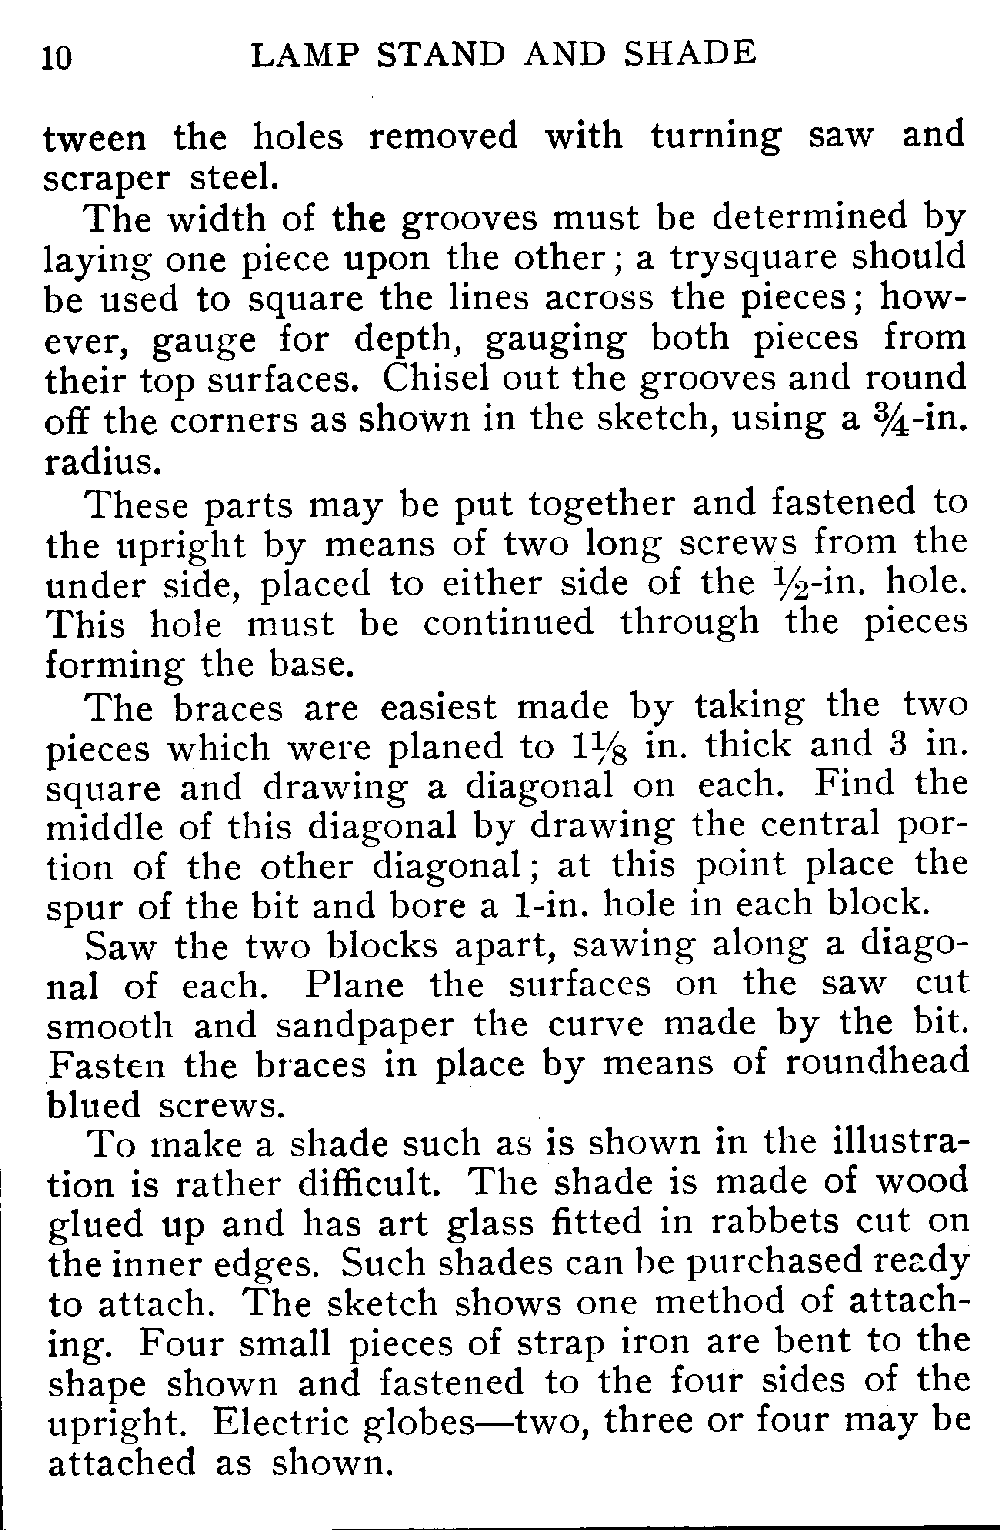 10 LAMP STAND AND SHADE
tween the holes removed with turning saw and
scraper steel.
The width of the grooves must be determined by
laying one piece upon the other; a trysquare should
be used to square the lines across the pieces; how-
ever, gauge for depth, gauging both pieces from
their top surfaces. Chisel out the grooves and round
off the corners as shown in the sketch, using a ¾-in.
radius.
These parts may be put together and fastened to
the upright by means of two long screws from the
under side, placed to either side of the ½-in. hole.
This hole must be continued through the pieces
forming the base.
The braces are easiest made by taking the two
pieces which were planed to 1⅛ in. thick and 3 in.
square and drawing a diagonal on each. Find the
middle of this diagonal by drawing the central por-
tion of the other diagonal; at this point place the
spur of the bit and bore a 1-in. hole in each block.
Saw the two blocks apart, sawing along a diago-
nal of each. Plane the surfaces on the saw cut
smooth and sandpaper the curve made by the bit.
Fasten the braces in place by means of roundhead
blued screws.
To make a shade such as is shown in the illustra-
tion is rather difficult. The shade is made of wood
glued up and has art glass fitted in rabbets cut on
the inner edges. Such shades can be purchased ready
to attach. The sketch shows one method of attach-
ing. Four small pieces of strap iron are bent to the
shape shown and fastened to the four sides of the
upright. Electric globes—two, three or four may be
attached as shown.